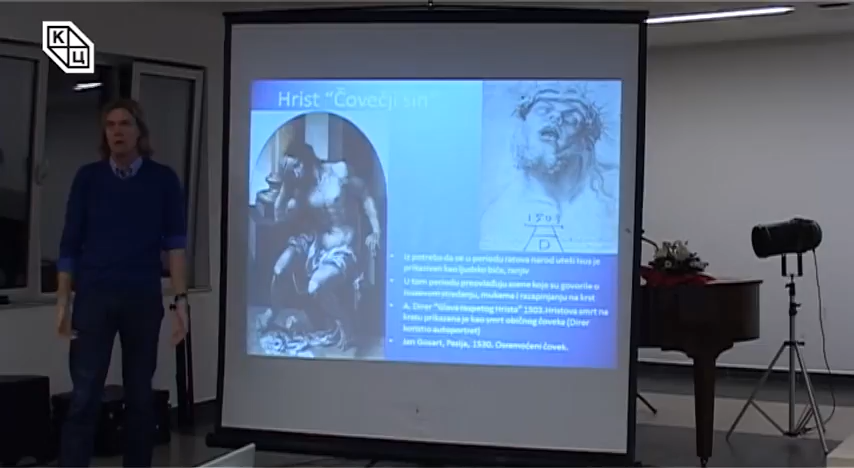 К
Ц
Hrist "Čovečji sin"
1503
A
D
Iz potrebe da se u periodu ratova narod uteši Isus je
prikazivan kao ljudsko biće, ranjiv
U tom periodu preovlađuju scene koje su govorile o
Isusovom stradanju, mukama i razapinjanju na krst
A. Direr "Glava raspetog Hrista" 1503. Hristova smrt na
krstu prikazana je kao smrt običnog čoveka (Direr
koristio autoportret)
Jan Gosart, Pasija, 1530. Osramoćeni čovek.